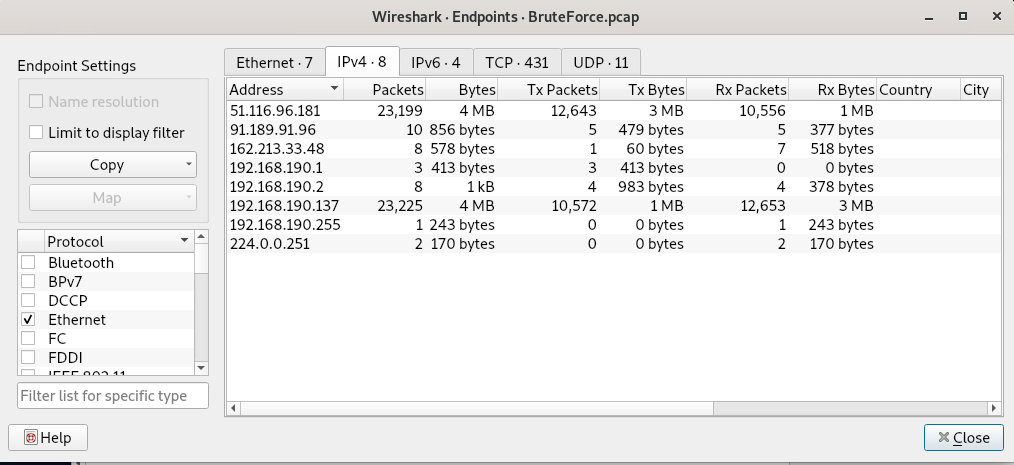 Wireshark · Endpoints · BruteForce.pcap
Endpoint Settings
Name resolution
Limit to display filter
Copy
Map
Protocol
Bluetooth
BPv7
DCCP
Ethernet
FC
FDDI
IEEE 802.11
Filter list for specific type
Ethernet · 7 IPv4 · 8 IPv6 · 4 TCP · 431 UDP · 11
Address Packets Bytes Tx Packets Tx Bytes Rx Packets Rx Bytes Country City
51.116.96.181 23,199 4 MB 12,643 3 MB 10,556 1 MB
91.189.91.96 10 856 bytes 5 479 bytes 5 377 bytes
162.213.33.48 8 578 bytes 1 60 bytes 7 518 bytes
192.168.190.1 3 413 bytes 3 413 bytes 0 0 bytes
192.168.190.2 8 1 kB 4 983 bytes 4 378 bytes
192.168.190.137 23,225 4 MB 10,572 1 MB 12,653 3 MB
192.168.190.255 1 243 bytes 0 0 bytes 1 243 bytes
224.0.0.251 2 170 bytes 0 0 bytes 2 170 bytes
Help
Close